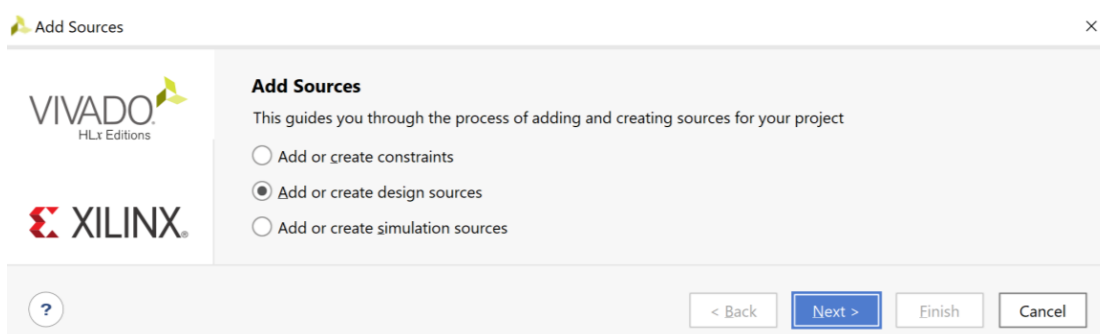 Add Sources
VIVADO.
HLx Editions
XILINX.
Add Sources
This guides you through the process of adding and creating sources for your project
Add or create constraints
Add or create design sources
Add or create simulation sources
?
< Back
Next >
Finish
Cancel